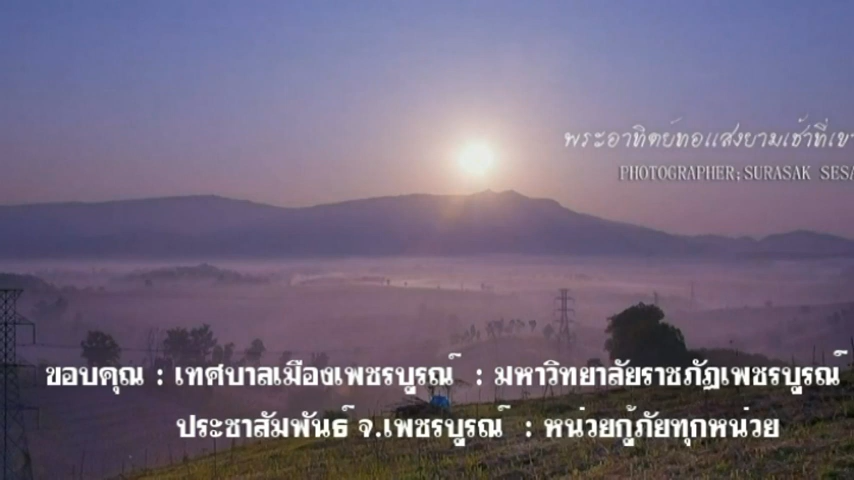 พระอาทิตย์ทอแสงยามเช้าที่เขา
PHOTOGRAPHER;SURASAK SESA
ขอบคุณ : เทศบาลเมืองเพชรบูรณ์ : มหาวิทยาลัยราชภัฏเพชรบูรณ์
ประชาสัมพันธ์ จ.เพชรบูรณ์ : หน่วยกู้ภัยทุกหน่วย